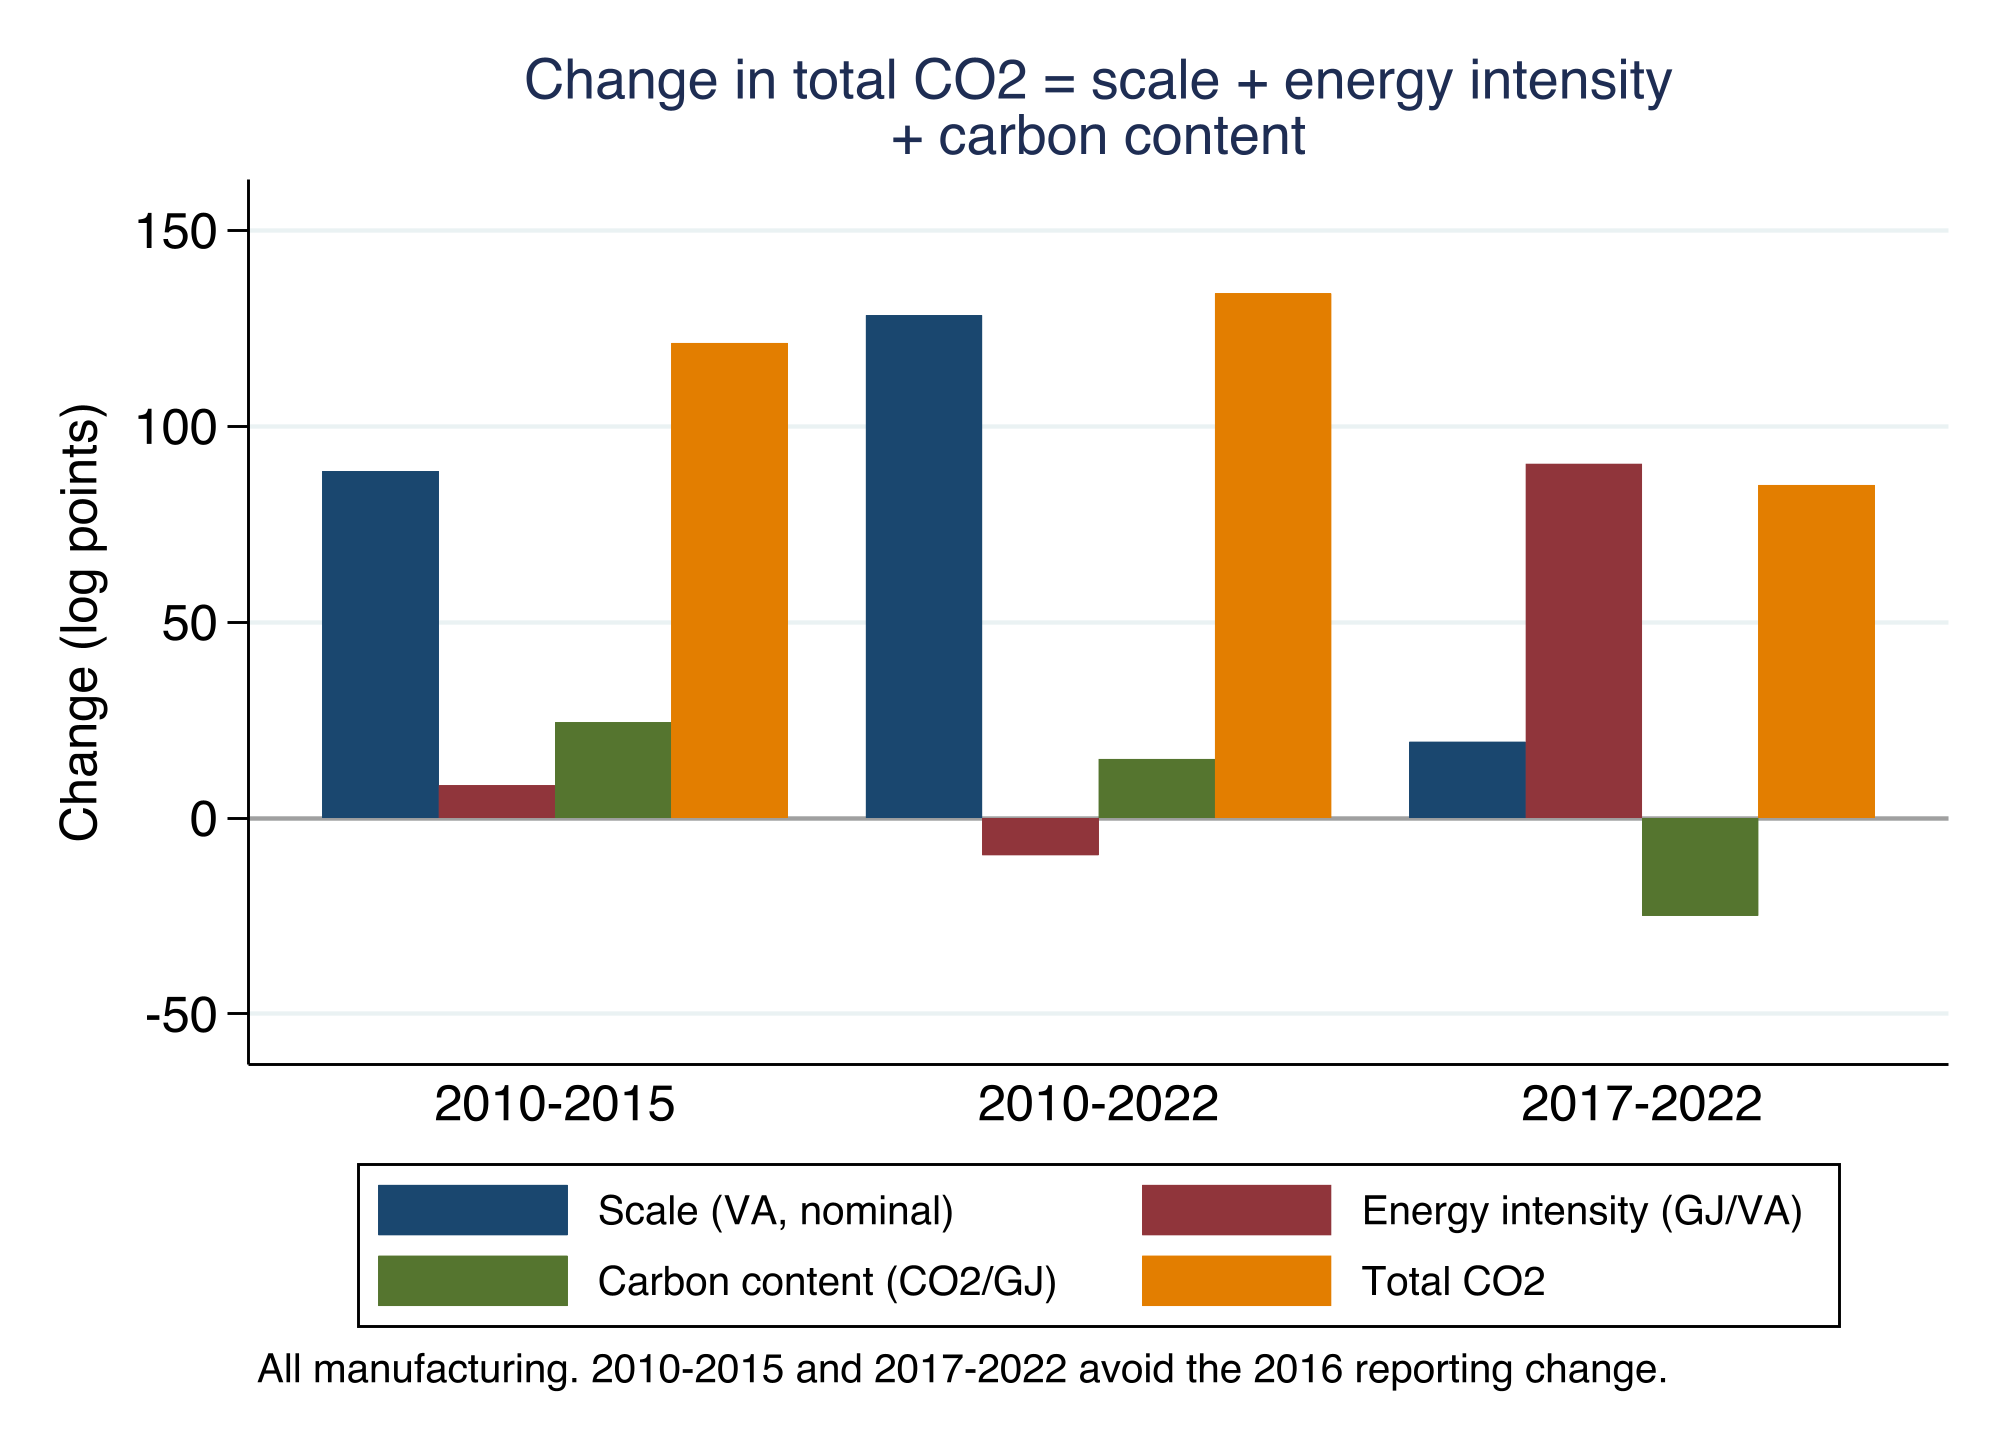 Change in total CO2 = scale + energy intensity
+ carbon content
Change (log points)
150
100
50
0
-50
2010-2015
2010-2022
2017-2022
Scale (VA, nominal)
Energy intensity (GJ/VA)
Carbon content (CO2/GJ)
Total CO2
All manufacturing. 2010-2015 and 2017-2022 avoid the 2016 reporting change.